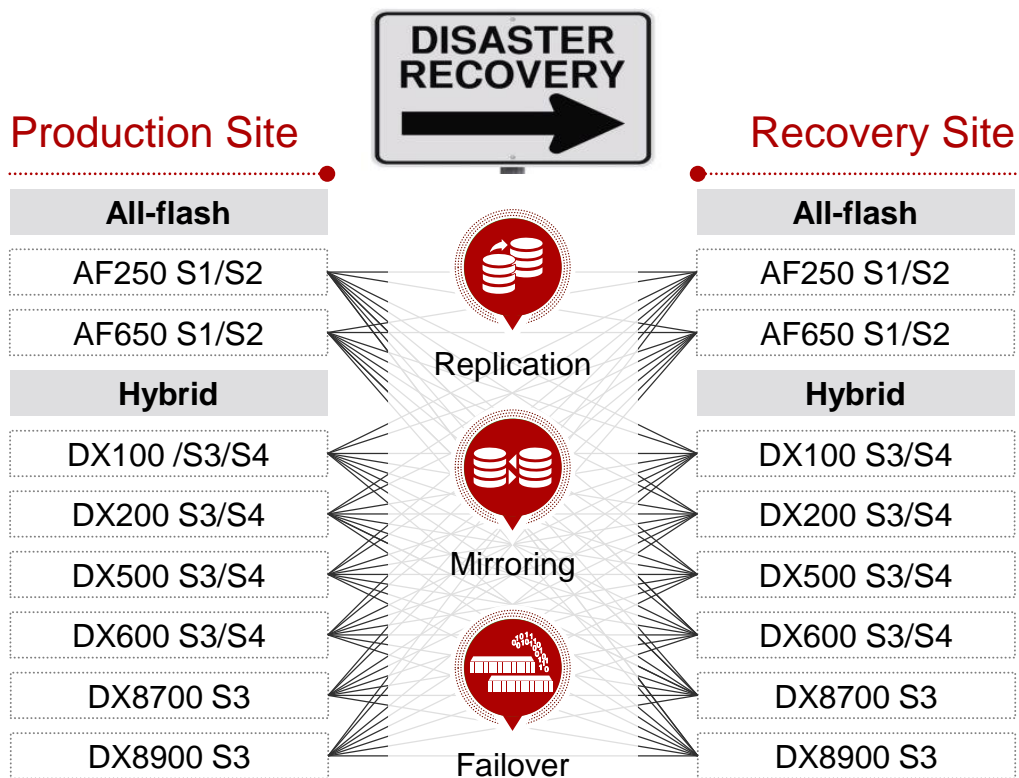 DISASTER
RECOVERY
Production Site
Recovery Site
All-flash
AF250 S1/S2
AF650 S1/S2
Hybrid
DX100 /S3/S4
DX200 S3/S4
DX500 S3/S4
DX600 S3/S4
DX8700 S3
DX8900 S3
Replication
Mirroring
Failover
All-flash
AF250 S1/S2
AF650 S1/S2
Hybrid
DX100 S3/S4
DX200 S3/S4
DX500 S3/S4
DX600 S3/S4
DX8700 S3
DX8900 S3